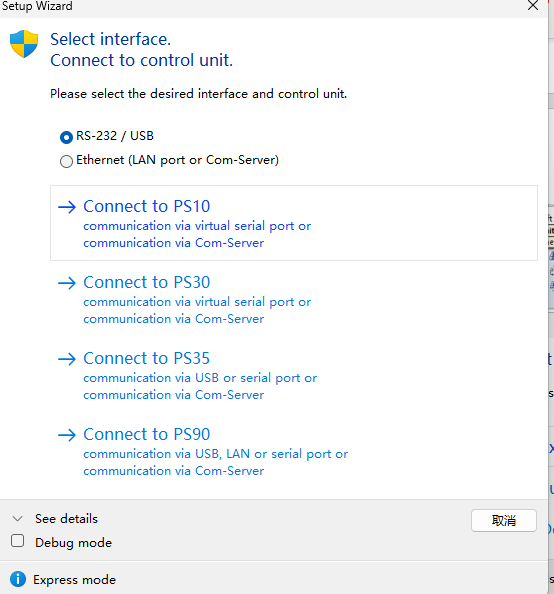 Setup Wizard
Select interface.
Connect to control unit.
Please select the desired interface and control unit.
RS-232 / USB
Ethernet (LAN port or Com-Server)
Connect to PS10
communication via virtual serial port or
communication via Com-Server
Connect to PS30
communication via virtual serial port or
communication via Com-Server
Connect to PS35
communication via USB or serial port or
communication via Com-Server
Connect to PS90
communication via USB, LAN or serial port or
communication via Com-Server
See details
取消
Debug mode
Express mode